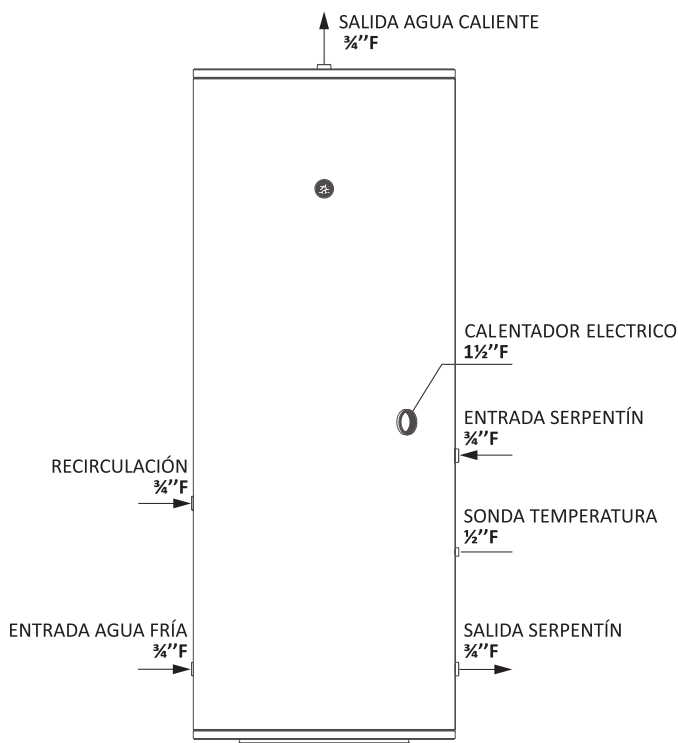 SALIDA AGUA CALIENTE
¾’’F
CALENTADOR ELECTRICO
1½’’F
ENTRADA SERPENTÍN
¾’’F
RECIRCULACIÓN
¾’’F
SONDA TEMPERATURA
½’’F
ENTRADA AGUA FRÍA
¾’’F
SALIDA SERPENTÍN
¾’’F